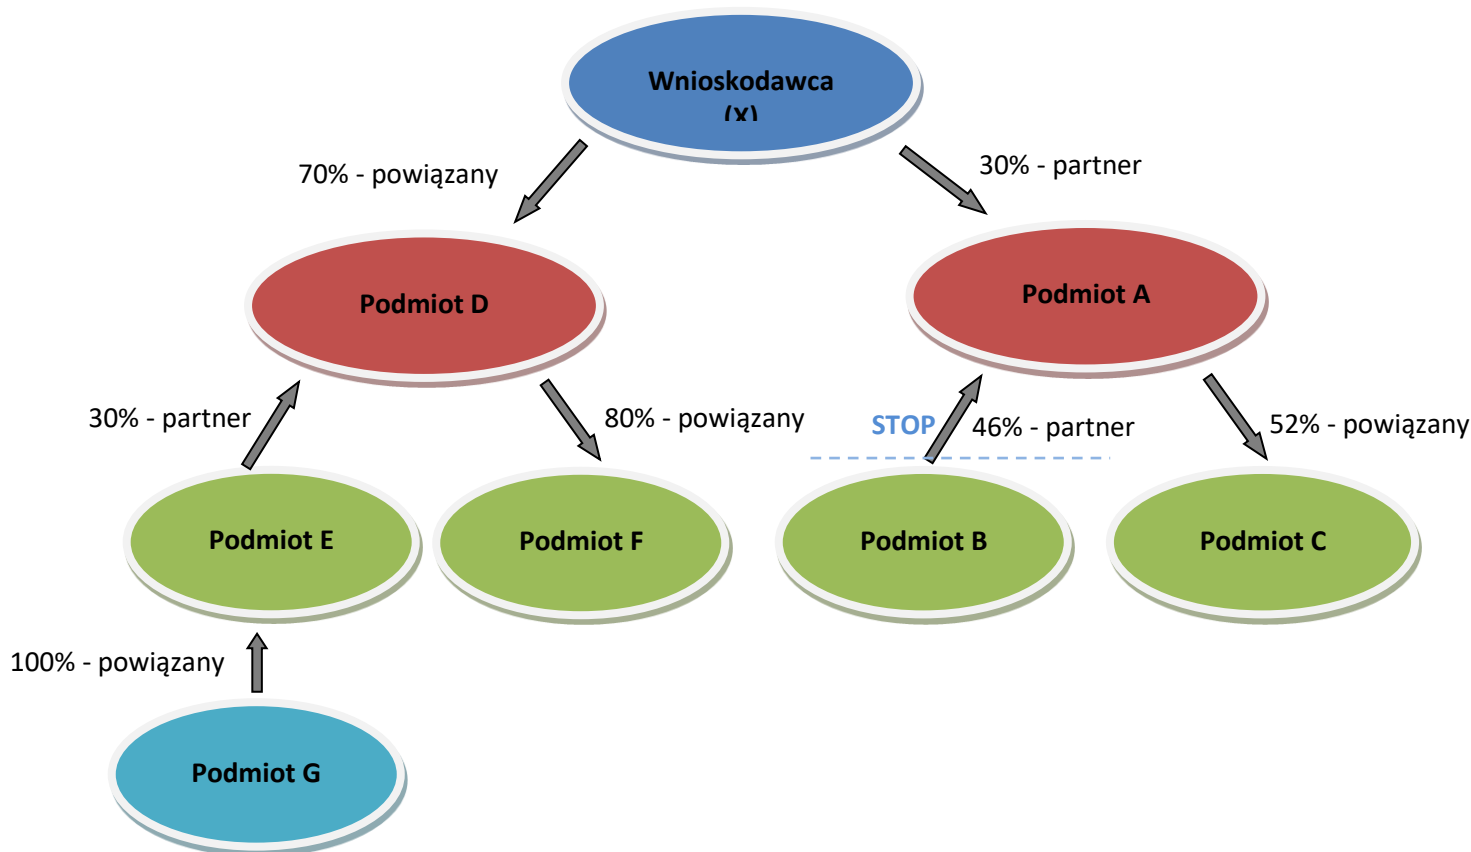 Wnioskodawca
(X)
70% - powiązany
30% - partner
Podmiot D
Podmiot A
30% - partner
80% - powiązany
STOP
46% - partner
52% - powiązany
Podmiot E
Podmiot F
Podmiot B
Podmiot C
100% - powiązany
Podmiot G